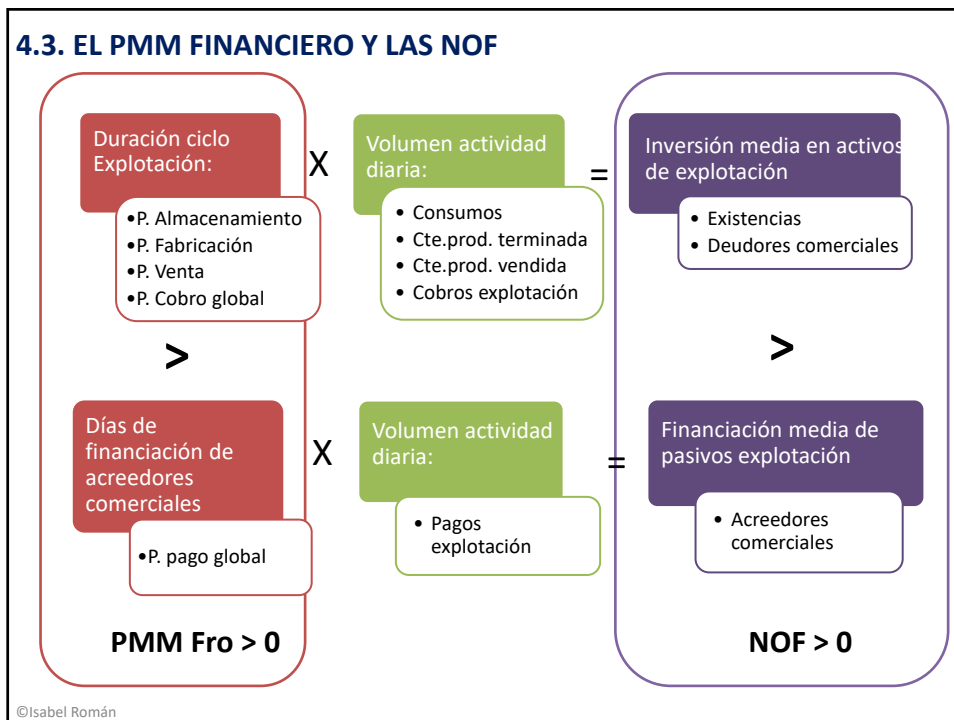 4.3. EL PMM FINANCIERO Y LAS NOF
Duración ciclo
Explotación:
•P. Almacenamiento
•P. Fabricación
•P. Venta
•P. Cobro global
X
Volumen actividad
diaria:
• Consumos
• Cte.prod. terminada
• Cte.prod. vendida
• Cobros explotación
=
Inversión media en activos
de explotación
• Existencias
• Deudores comerciales
>
>
Días de
financiación de
acreedores
comerciales
•P. pago global
X
Volumen actividad
diaria:
• Pagos
explotación
=
Financiación media de
pasivos explotación
• Acreedores
comerciales
PMM Fro > 0
NOF > 0
©Isabel Román